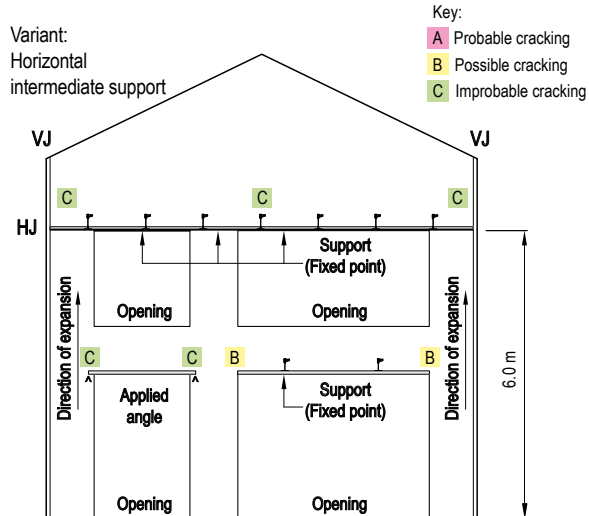 Variant:
Horizontal
intermediate support
Key:
A Probable cracking
B Possible cracking
C Improbable cracking
VJ
VJ
C
C
C
HJ
Support
(Fixed point)
Direction of expansion
Opening
Opening
Direction of expansion
6.0 m
C
C
B
B
Applied
angle
Support
(Fixed point)
Opening
Opening